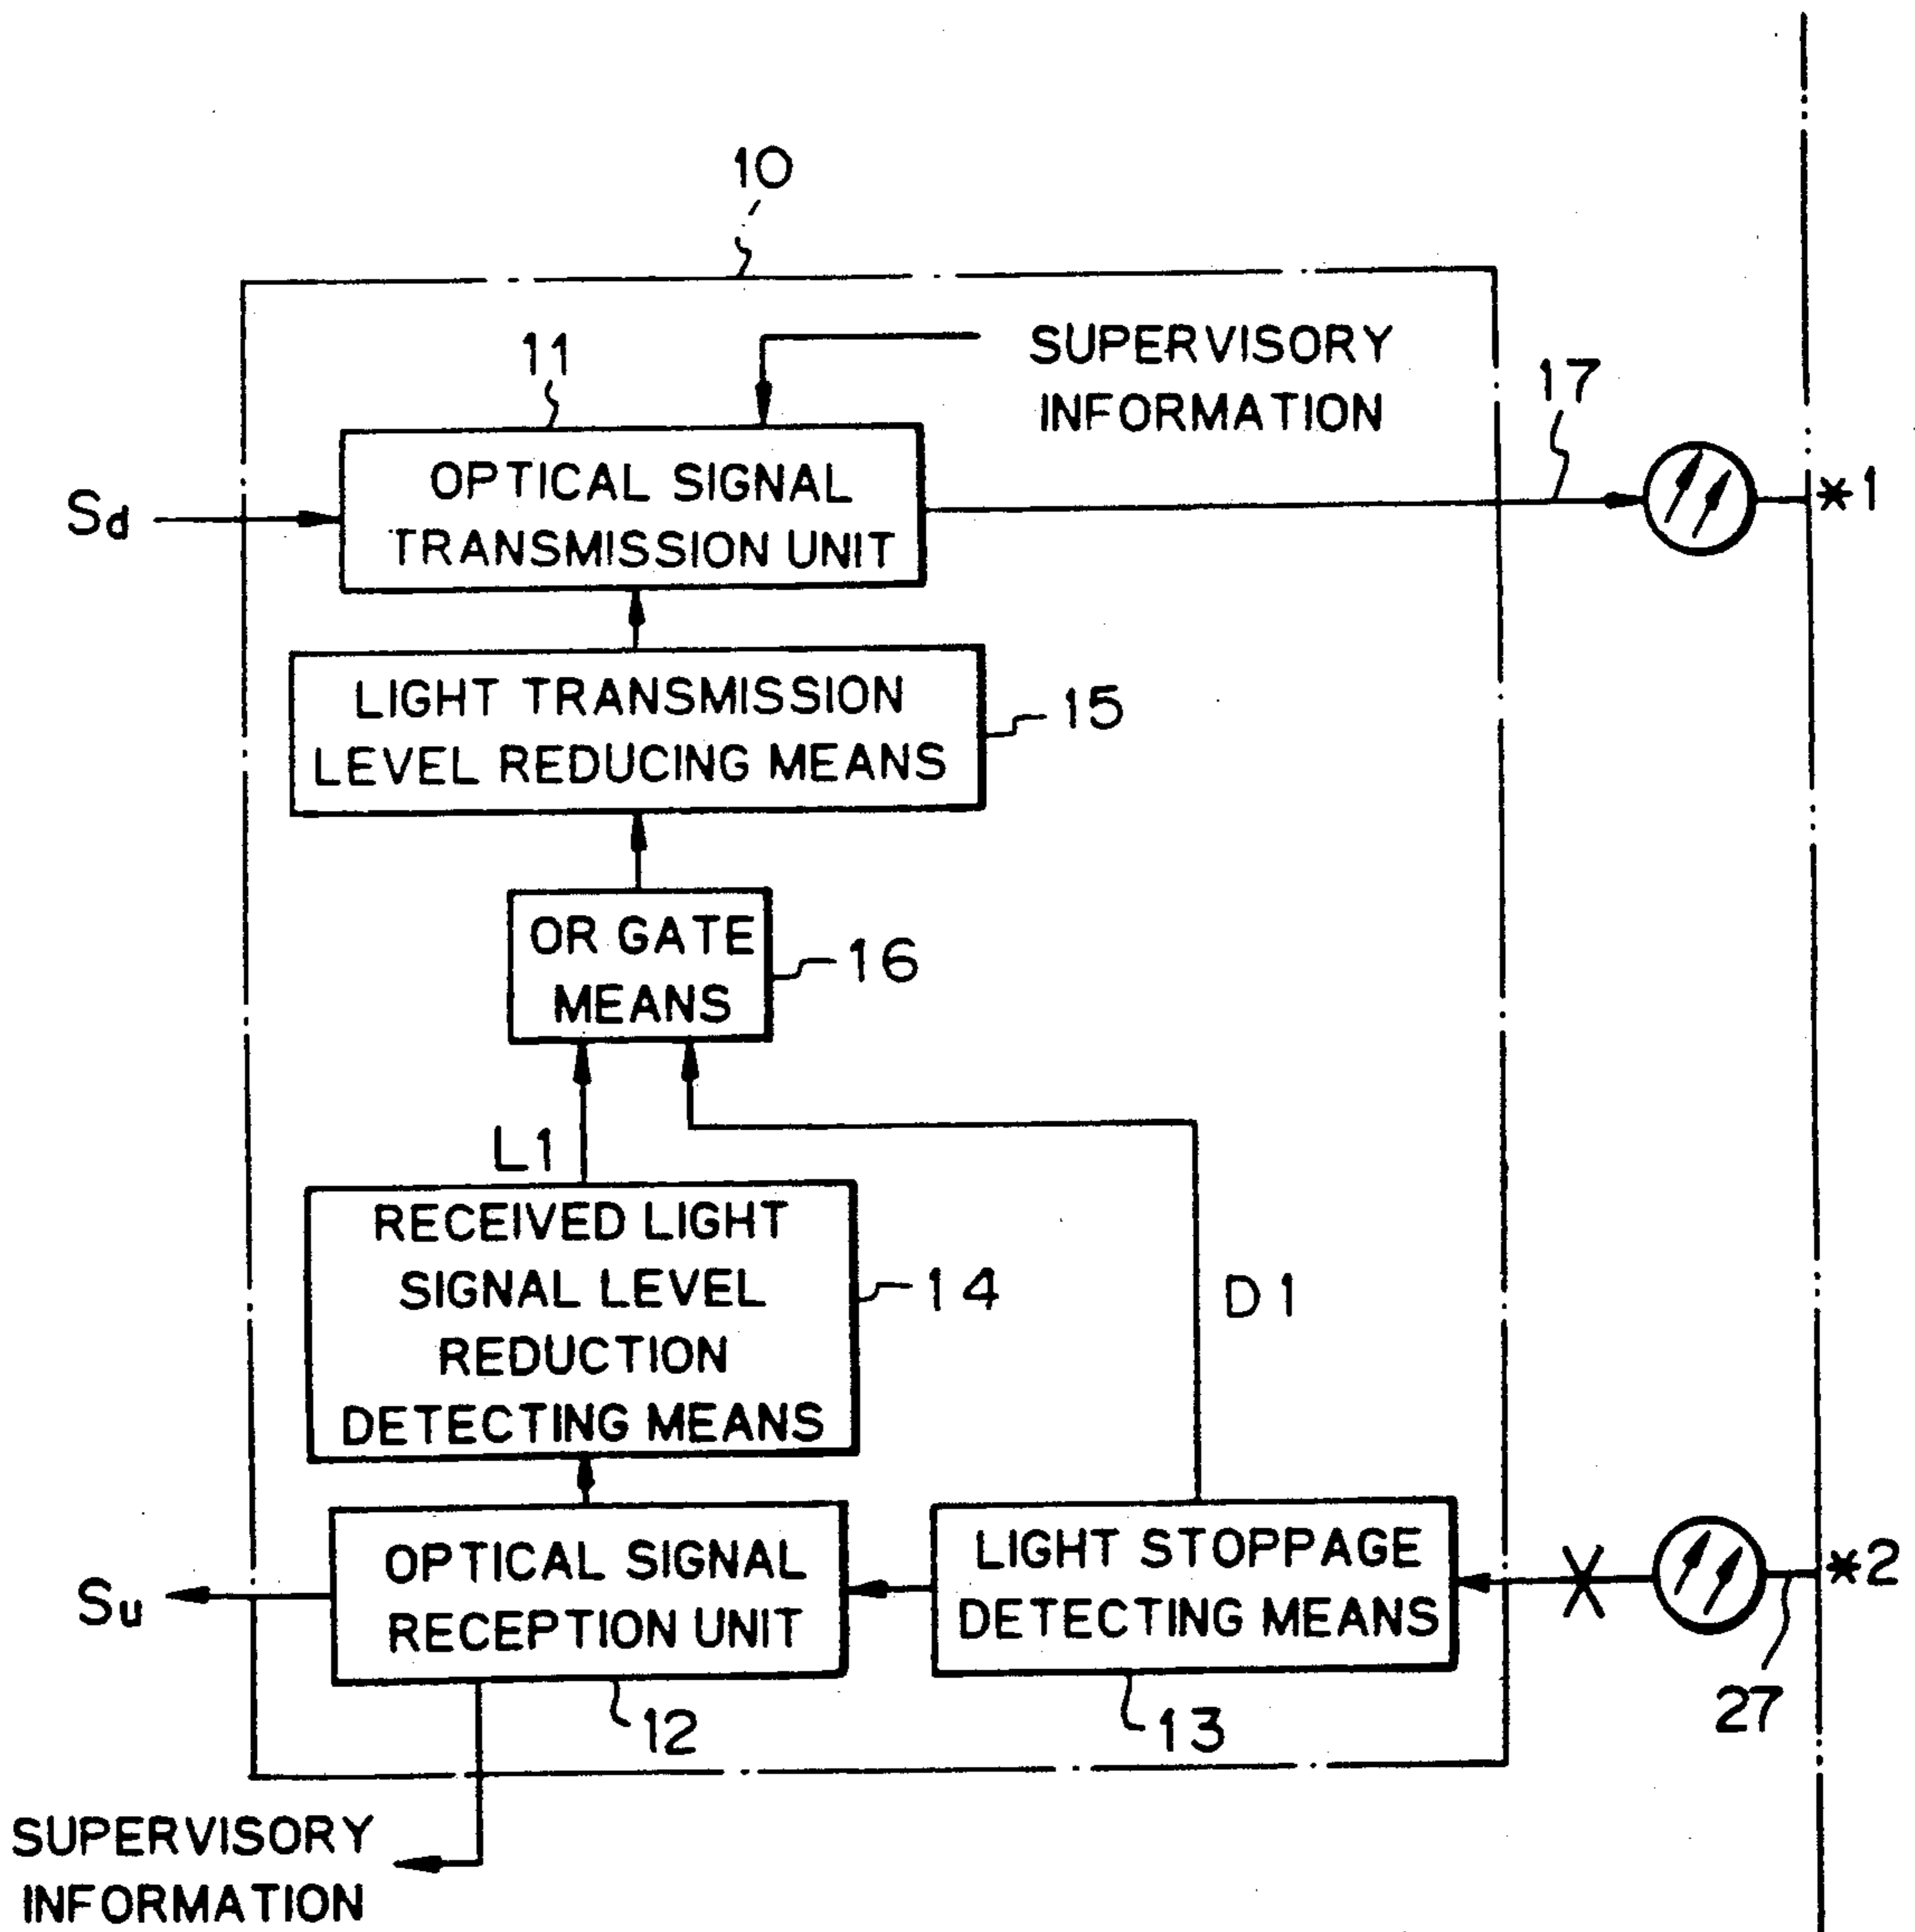 10
11
SUPERVISORY
INFORMATION
17
Sd
OPTICAL SIGNAL
TRANSMISSION UNIT
*1
LIGHT TRANSMISSION
LEVEL REDUCING MEANS
15
OR GATE
MEANS
16
L1
RECEIVED LIGHT
SIGNAL LEVEL
REDUCTION
DETECTING MEANS
14
D1
Su
OPTICAL SIGNAL
RECEPTION UNIT
LIGHT STOPPAGE
DETECTING MEANS
X
*2
12
13
27
SUPERVISORY
INFORMATION